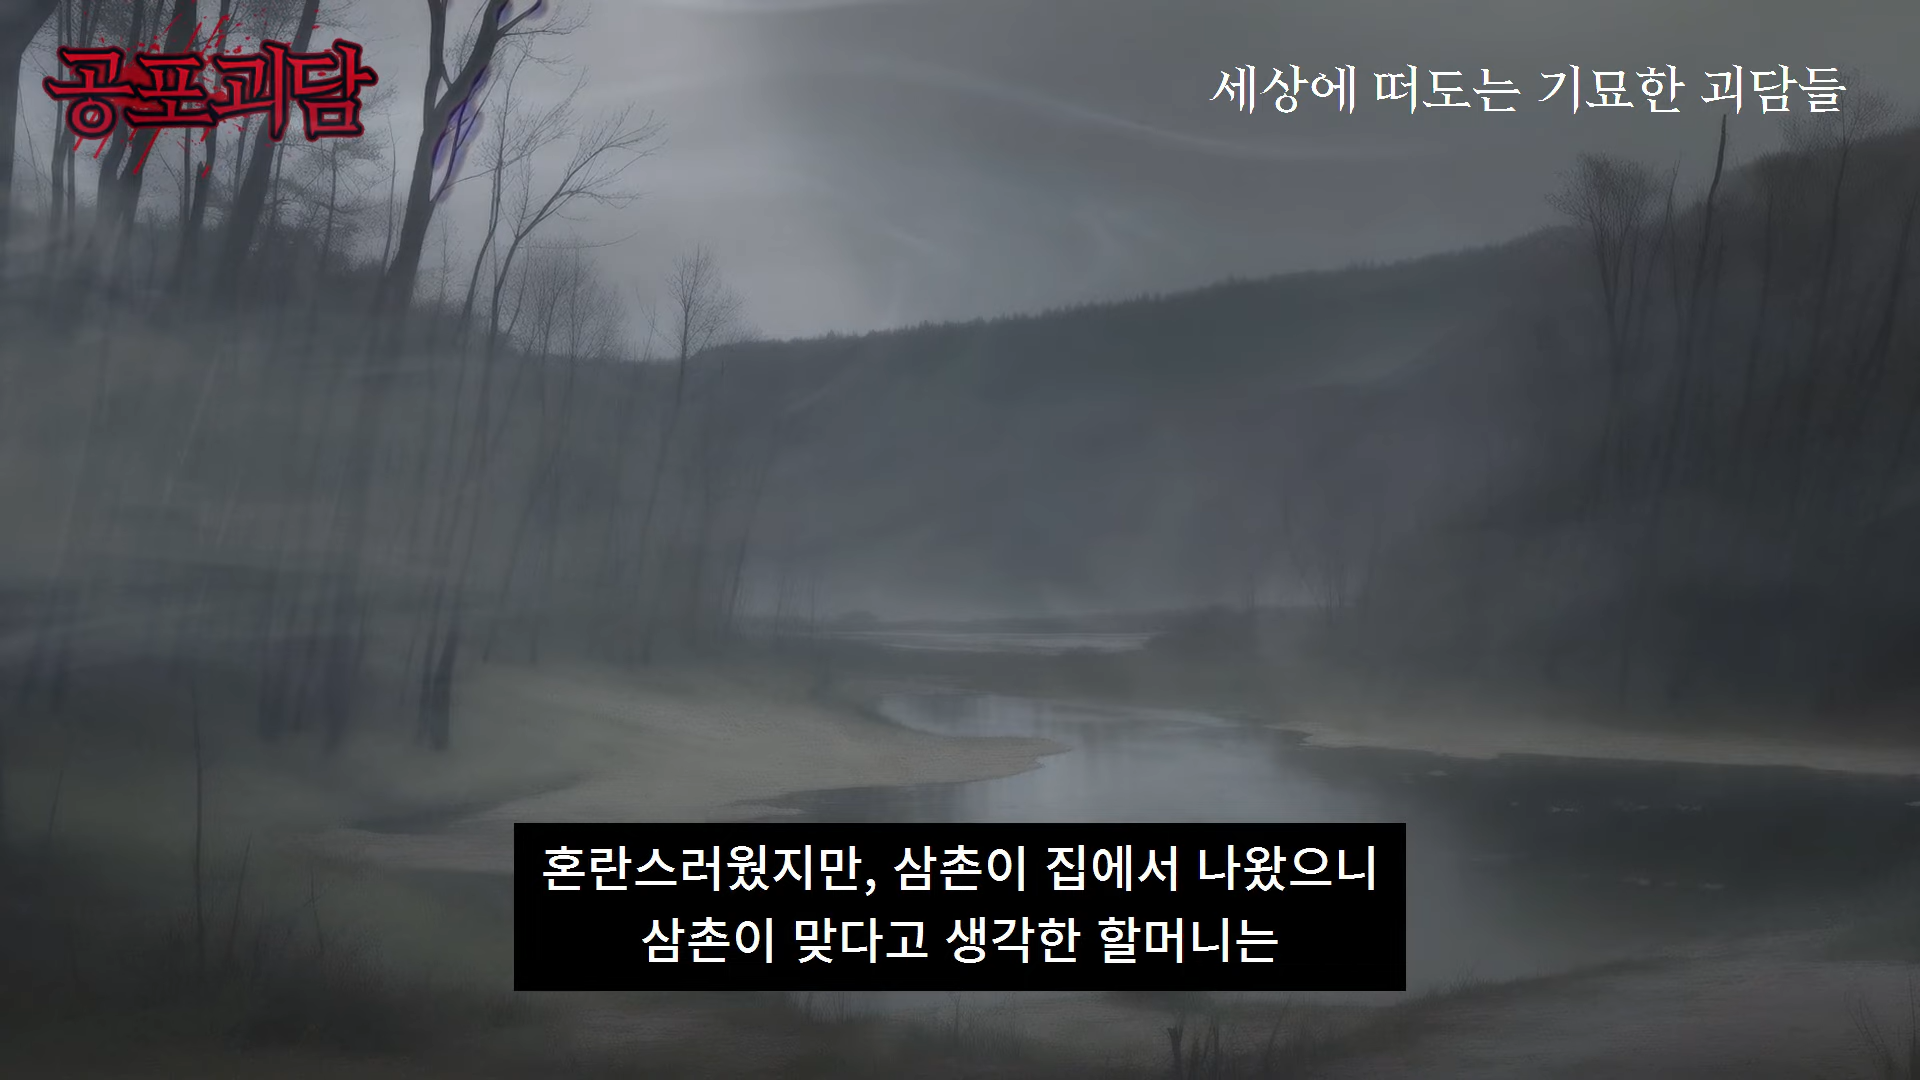 공포괴담
세상에 떠도는 기묘한 괴담들
혼란스러웠지만, 삼촌이 집에서 나왔으니
삼촌이 맞다고 생각한 할머니는